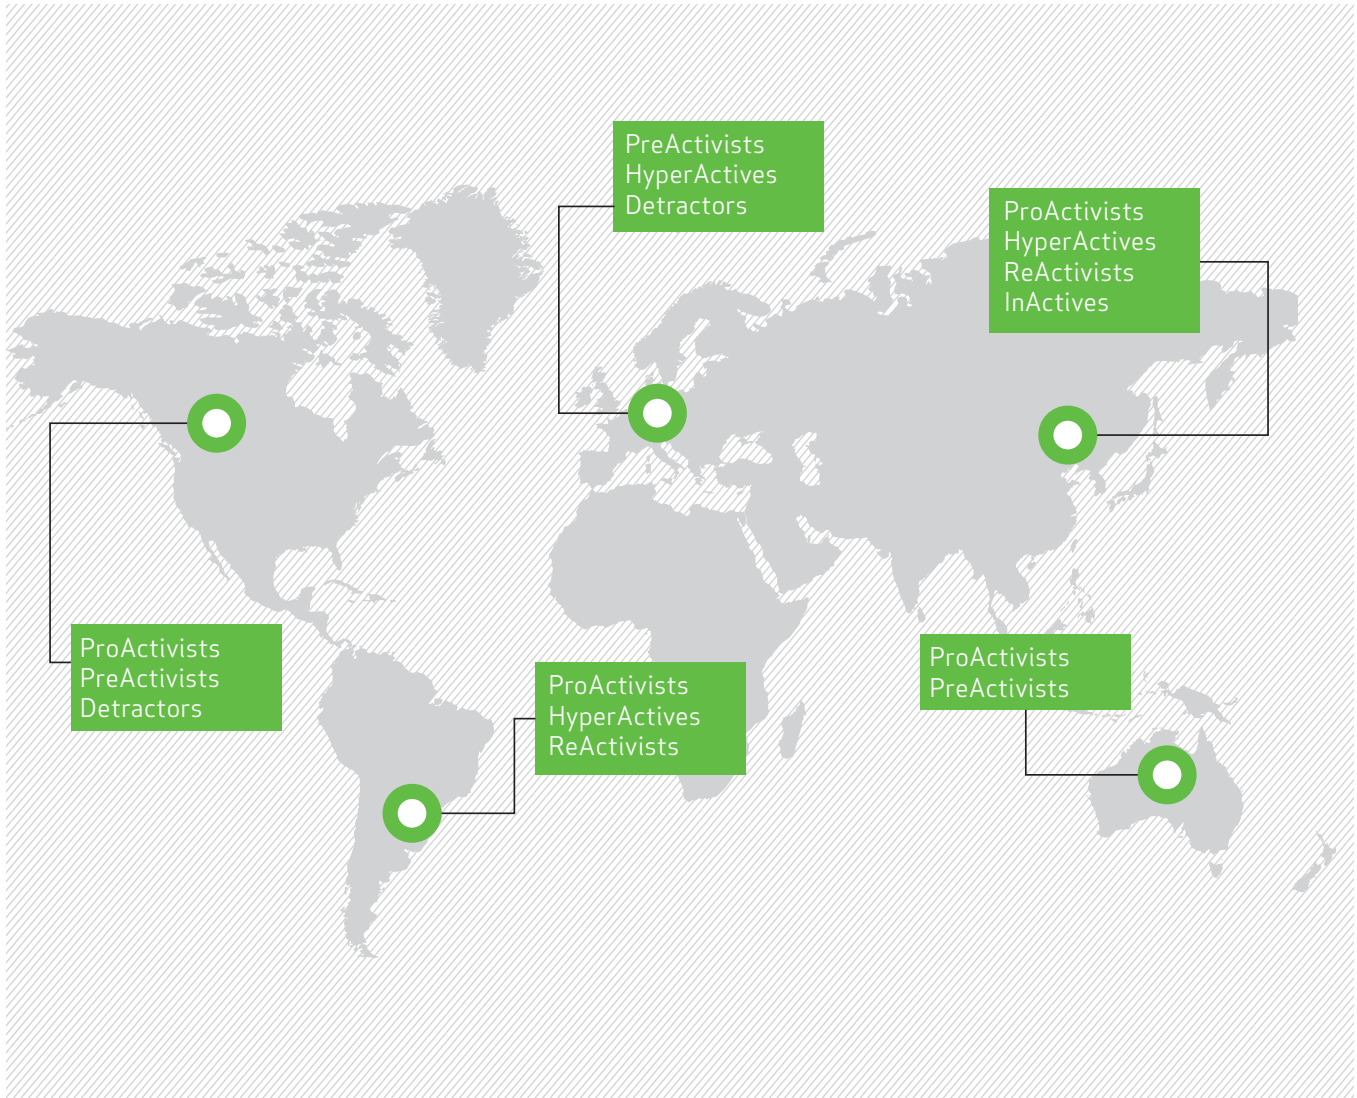 PreActivists
HyperActives
Detractors
ProActivists
HyperActives
ReActivists
InActives
ProActivists
PreActivists
Detractors
ProActivists
HyperActives
ReActivists
ProActivists
PreActivists